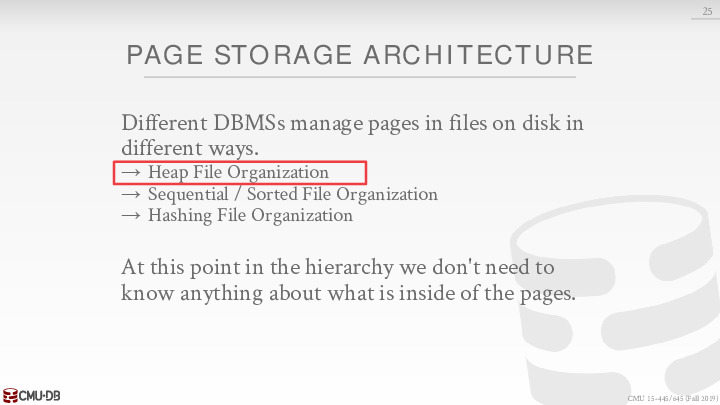 25
PAGE STORAGE ARCHITECTURE
Different DBMSs manage pages in files on disk in
different ways.
→ Heap File Organization
→ Sequential / Sorted File Organization
→ Hashing File Organization
At this point in the hierarchy we don't need to
know anything about what is inside of the pages.
CMU·DB
CMU 15-445/645 (Fall 2019)